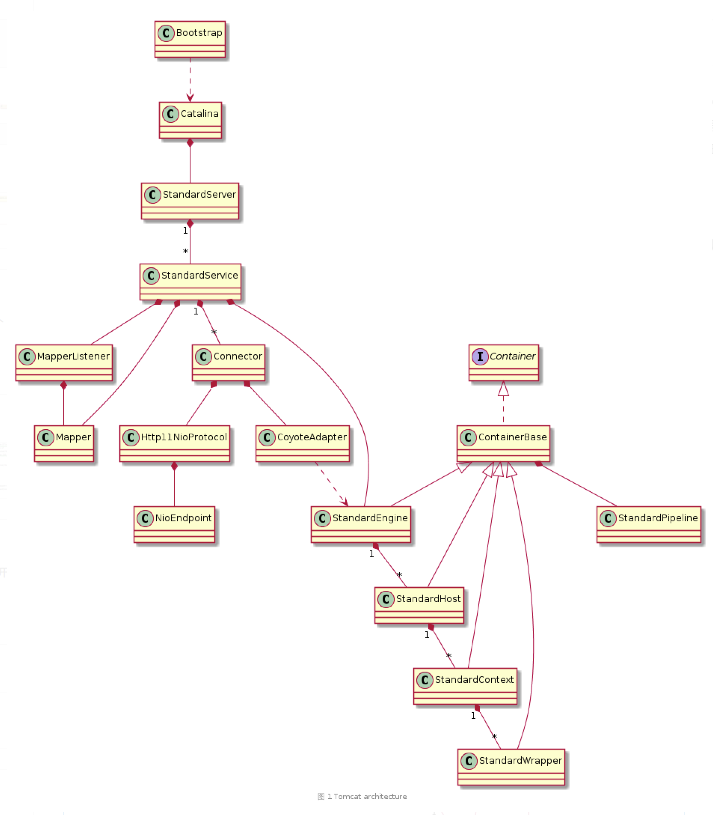 C Bootstrap
C Catalina
C StandardServer
1
*
C StandardService
1
*
C MapperListener
C Connector
I Container
C Mapper
C Http11NioProtocol
C CoyoteAdapter
C ContainerBase
C NioEndpoint
C StandardEngine
C StandardPipeline
1
*
C StandardHost
1
*
C StandardContext
1
*
C StandardWrapper
图 1.Tomcat architecture